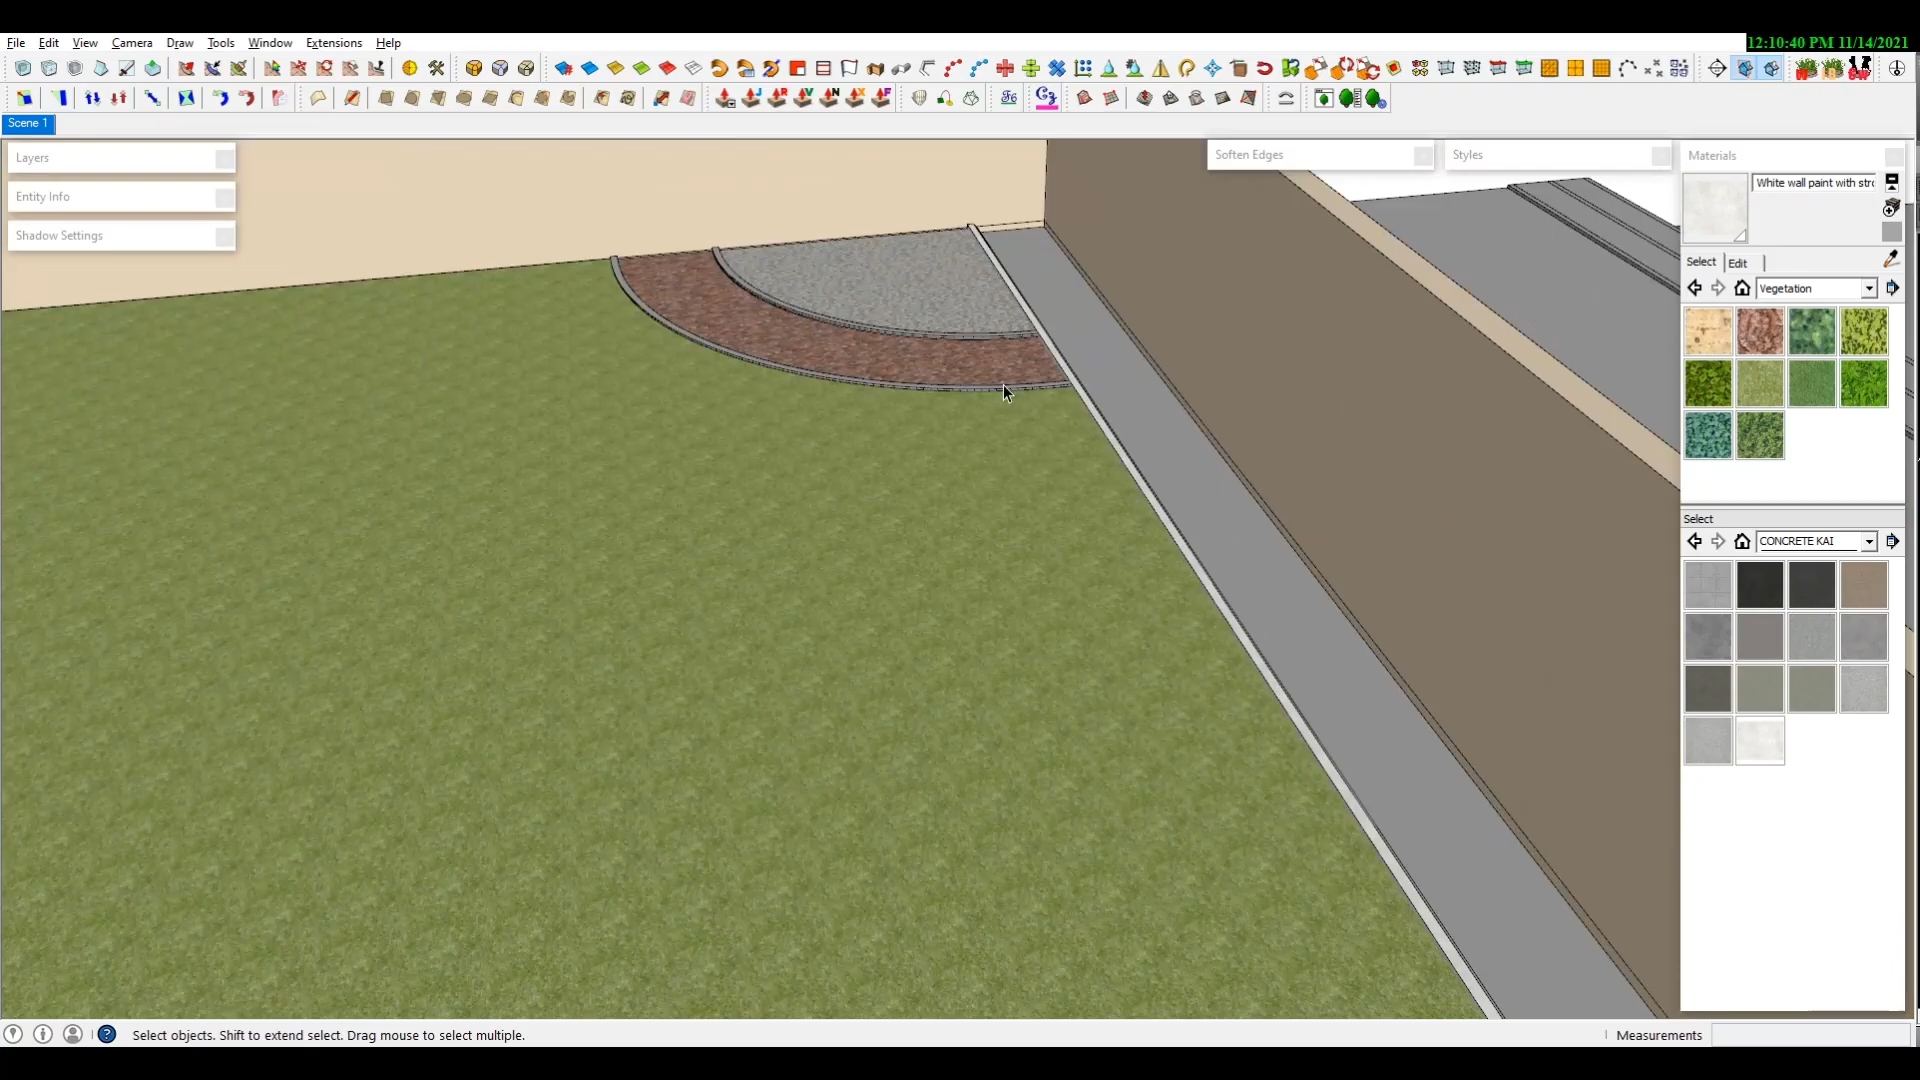 12:10:40 PM 11/14/2021
File Edit View Camera Draw Tools Window Extensions Help
Scene 1
Layers
Entity Info
Shadow Settings
Soften Edges
Styles
Materials
White wall paint with strc
Select Edit
Vegetation
Select
CONCRETE KAI
Select objects. Shift to extend select. Drag mouse to select multiple.
Measurements